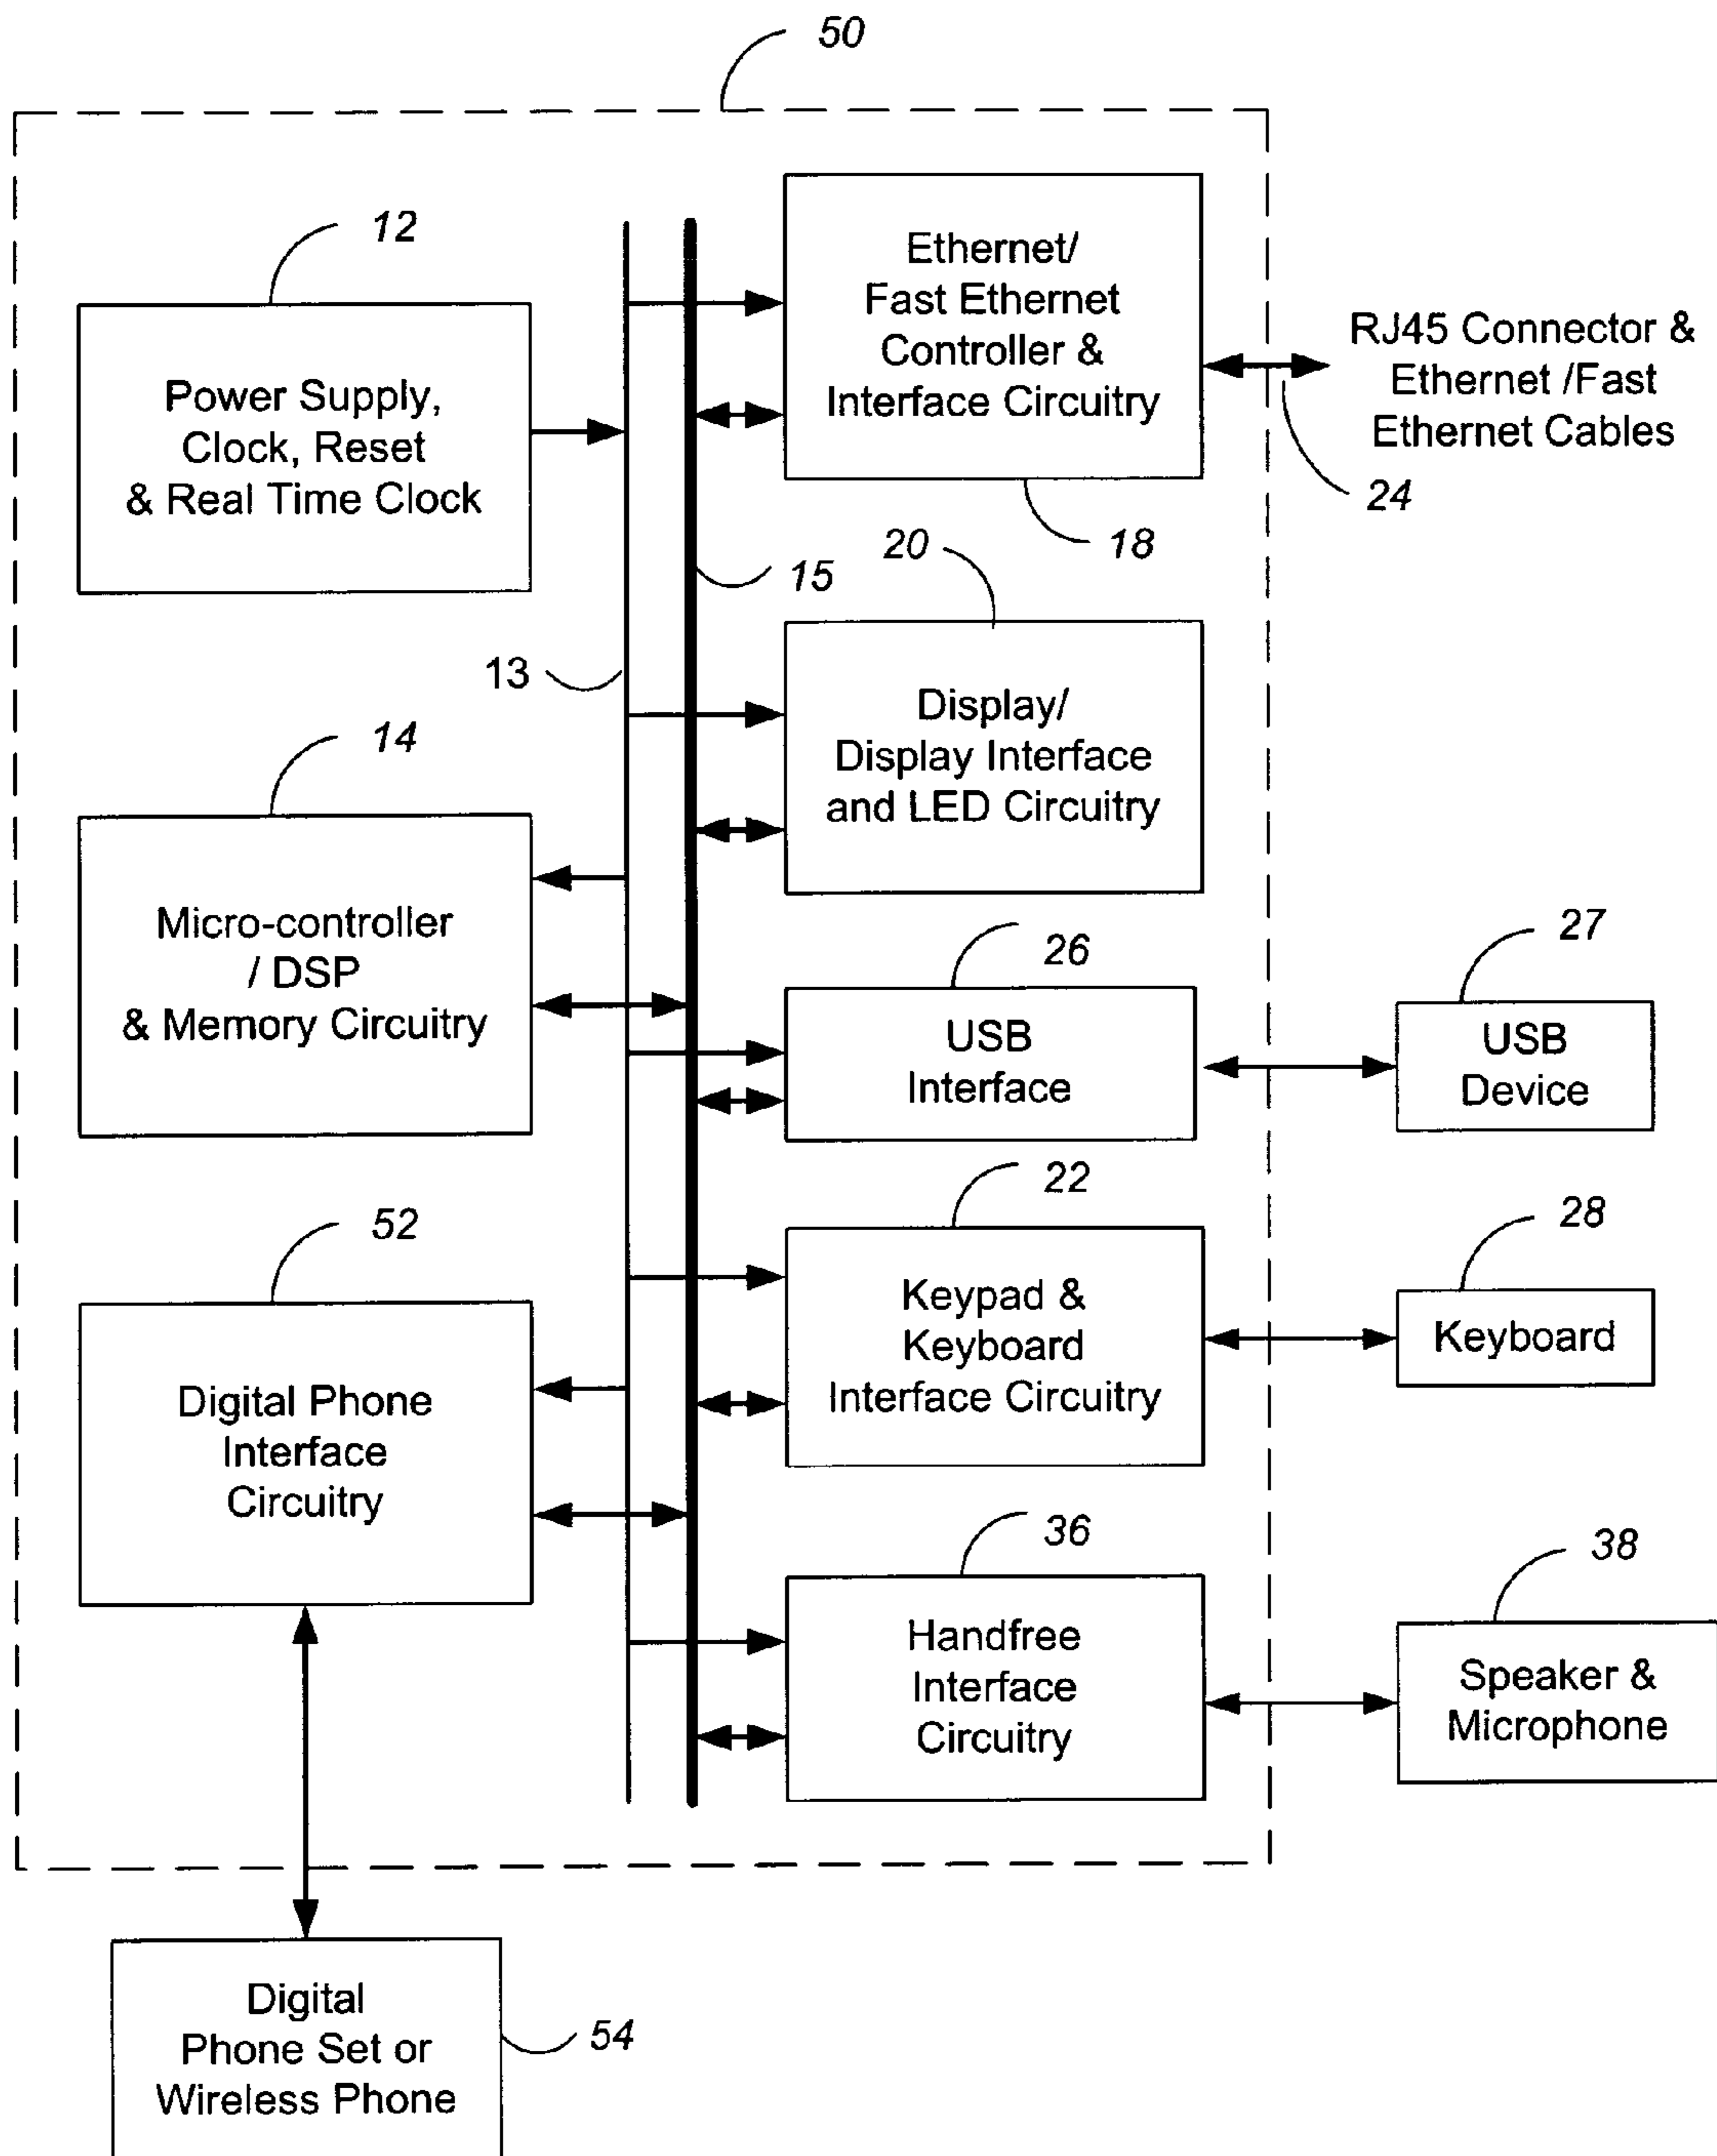 50
12
Power Supply,
Clock, Reset
& Real Time Clock
Ethernet/
Fast Ethernet
Controller &
Interface Circuitry
18
RJ45 Connector &
Ethernet /Fast
Ethernet Cables
24
13
15
20
Display/
Display Interface
and LED Circuitry
14
Micro-controller
/ DSP
& Memory Circuitry
26
USB
Interface
27
USB
Device
52
Digital Phone
Interface
Circuitry
22
Keypad &
Keyboard
Interface Circuitry
28
Keyboard
36
Handfree
Interface
Circuitry
38
Speaker &
Microphone
Digital
Phone Set or
Wireless Phone
54